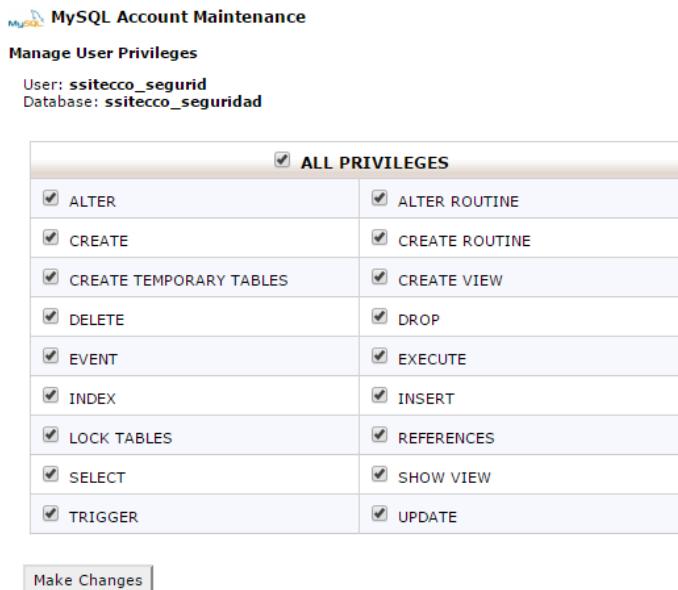 MySQL MySQL Account Maintenance
Manage User Privileges
User: ssitecco_segurid
Database: ssitecco_seguridad
ALL PRIVILEGES
ALTER ALTER ROUTINE
CREATE CREATE ROUTINE
CREATE TEMPORARY TABLES CREATE VIEW
DELETE DROP
EVENT EXECUTE
INDEX INSERT
LOCK TABLES REFERENCES
SELECT SHOW VIEW
TRIGGER UPDATE
Make Changes